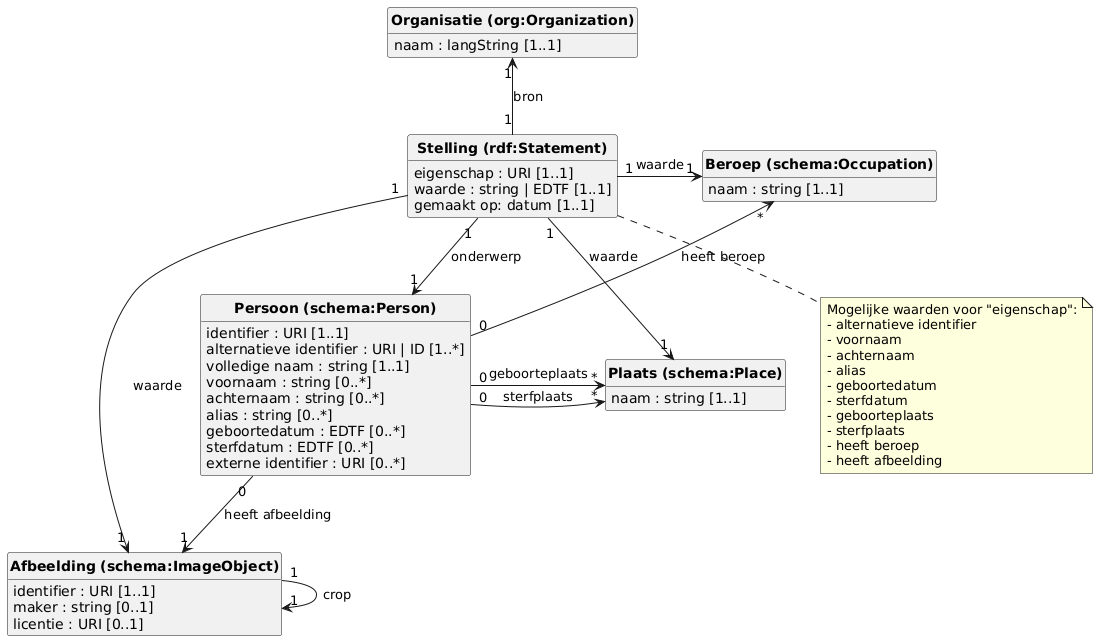 Organisatie (org:Organization)
naam : langString [1..1]
1
bron
1
Stelling (rdf:Statement)
eigenschap : URI [1..1]
waarde : string | EDTF [1..1]
gemaakt op: datum [1..1]
1 waarde 1
Beroep (schema:Occupation)
naam : string [1..1]
1
1
1
*
onderwerp
waarde
heeft beroep
1
Persoon (schema:Person)
identifier : URI [1..1]
alternatieve identifier : URI | ID [1..*]
volledige naam : string [1..1]
voornaam : string [0..*]
achternaam : string [0..*]
alias : string [0..*]
geboortedatum : EDTF [0..*]
sterfdatum : EDTF [0..*]
externe identifier : URI [0..*]
0
1
0 geboorteplaats *
0 sterfplaats *
Plaats (schema:Place)
naam : string [1..1]
Mogelijke waarden voor "eigenschap":
- alternatieve identifier
- voornaam
- achternaam
- alias
- geboortedatum
- sterfdatum
- geboorteplaats
- sterfplaats
- heeft beroep
- heeft afbeelding
waarde
0
heeft afbeelding
1
1
Afbeelding (schema:ImageObject)
identifier : URI [1..1]
maker : string [0..1]
licentie : URI [0..1]
1
crop
1